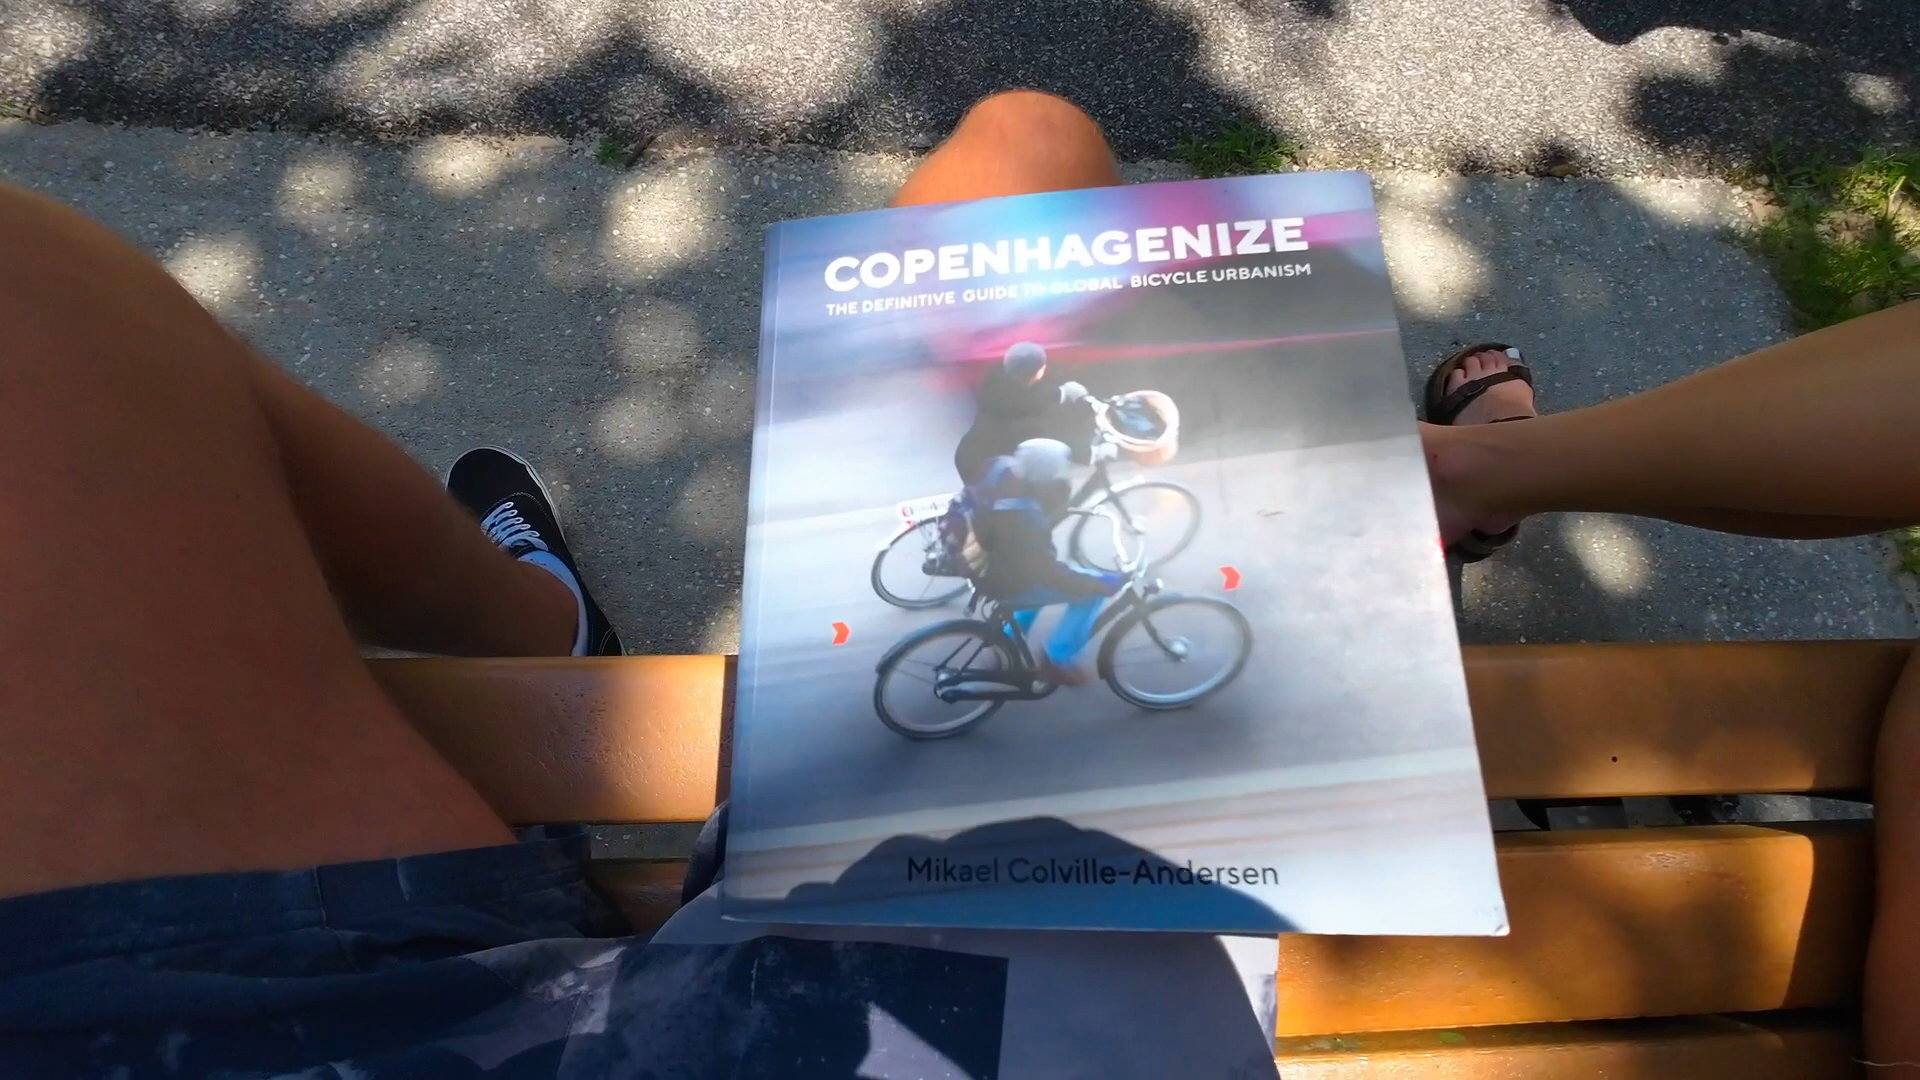 COPENHAGENIZE
THE DEFINITIVE GUIDE TO GLOBAL BICYCLE URBANISM
Mikael Colville-Andersen